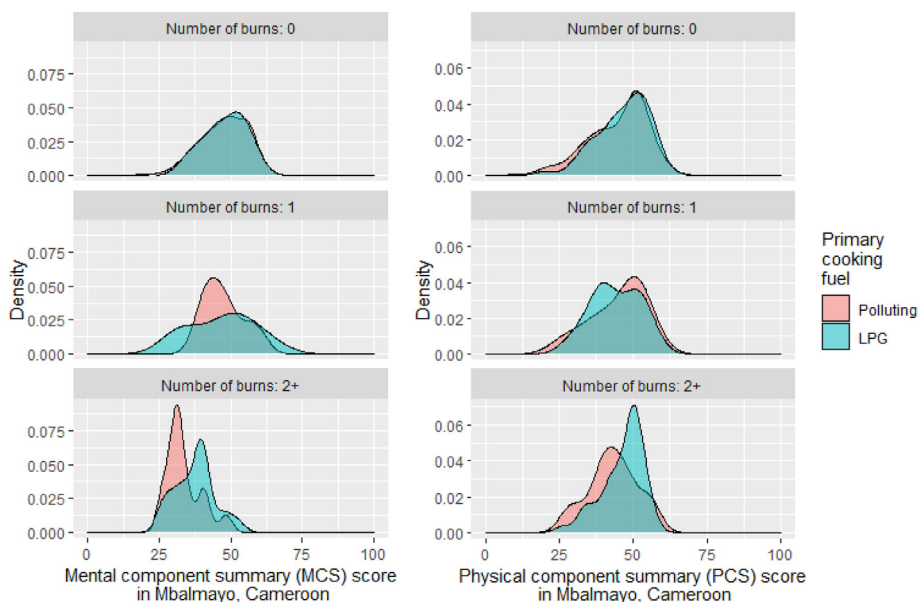 Number of burns: 0
0.075
0.050
0.025
0.000
Number of burns: 1
0.075
0.050
0.025
0.000
Number of burns: 2+
0.075
0.050
0.025
0.000
Density
0
25
50
75
100
Mental component summary (MCS) score
in Mbalmayo, Cameroon
Number of burns: 0
0.06
0.04
0.02
0.00
Number of burns: 1
0.06
0.04
0.02
0.00
Number of burns: 2+
0.06
0.04
0.02
0.00
Density
0
25
50
75
100
Physical component summary (PCS) score
in Mbalmayo, Cameroon
Primary
cooking
fuel
Polluting
LPG